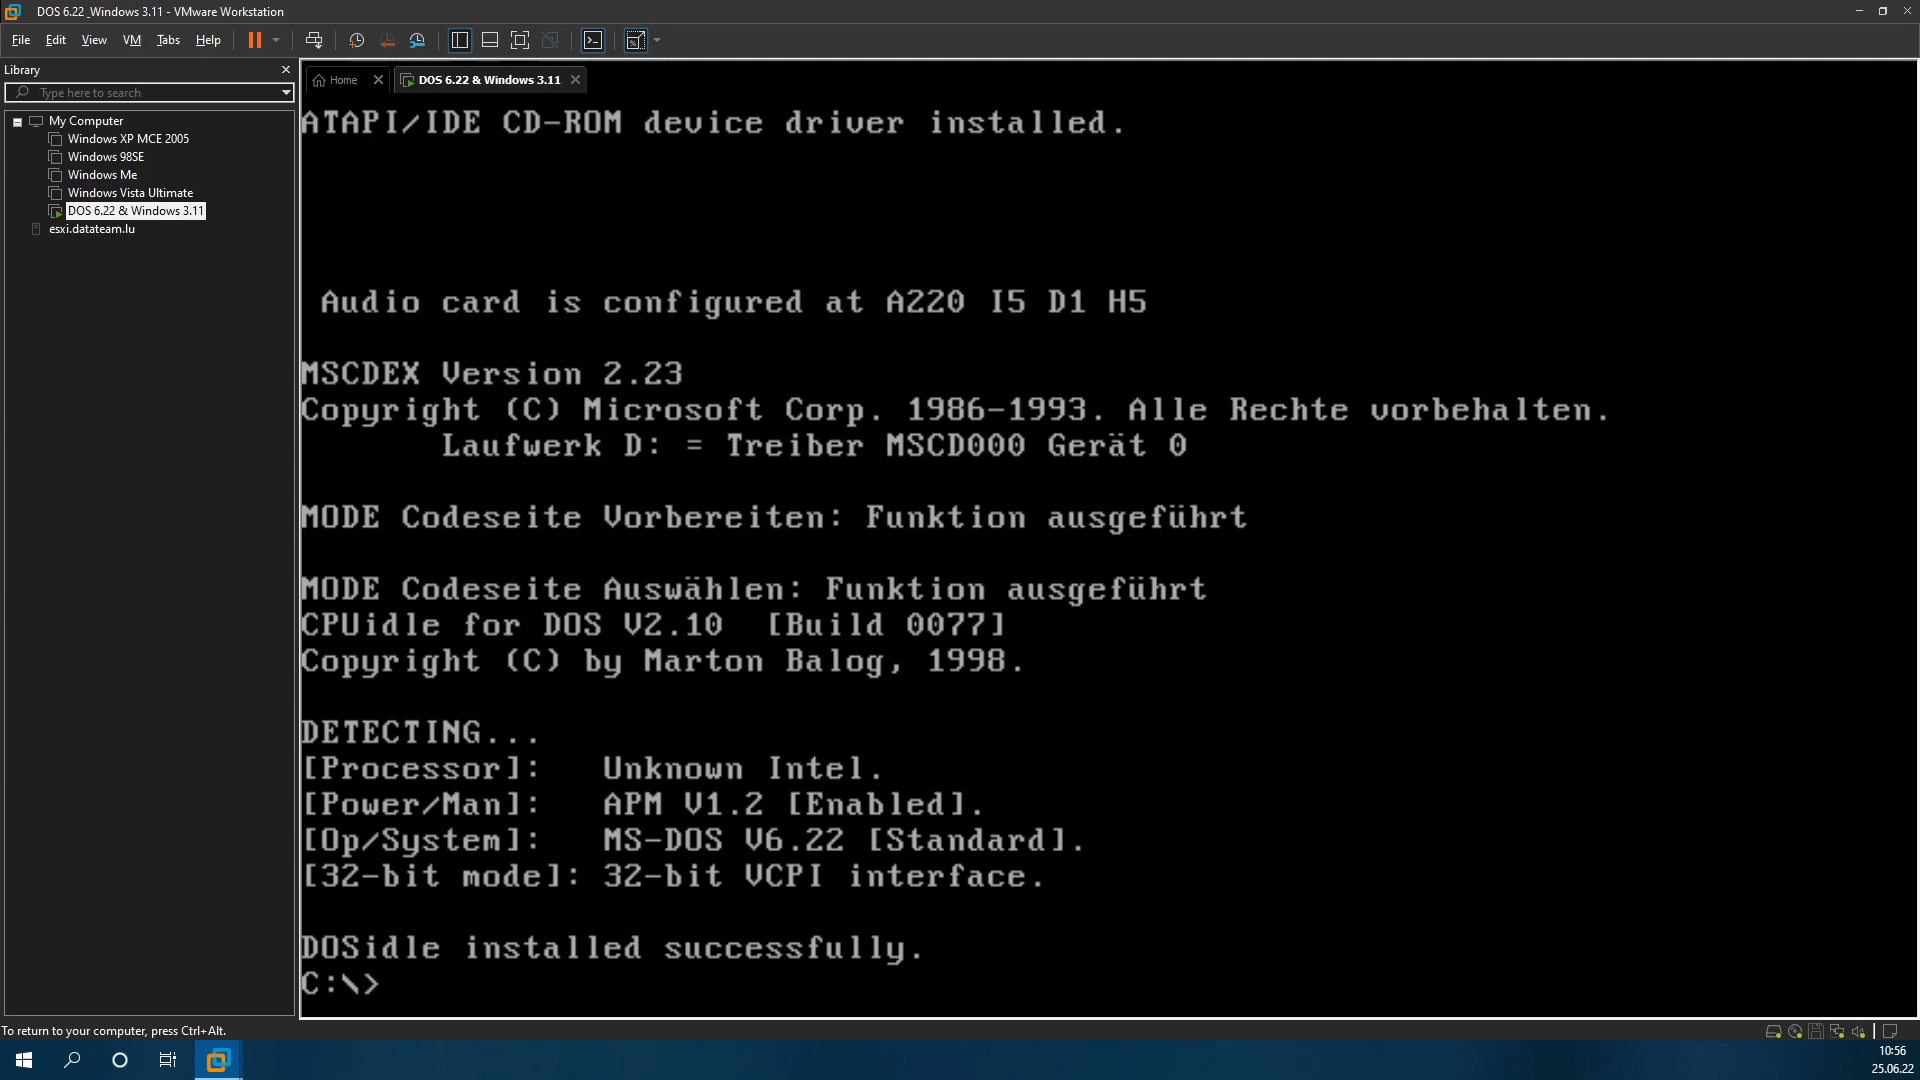 DOS 6.22 _Windows 3.11 - VMware Workstation
File Edit View VM Tabs Help
Library
Type here to search
My Computer
Windows XP MCE 2005
Windows 98SE
Windows Me
Windows Vista Ultimate
DOS 6.22 & Windows 3.11
esxi.datateam.lu
Home
DOS 6.22 & Windows 3.11
ATAPI/IDE CD-ROM device driver installed.
Audio card is configured at A220 I5 D1 H5
MSCDEX Version 2.23
Copyright (C) Microsoft Corp. 1986-1993. Alle Rechte vorbehalten.
Laufwerk D: = Treiber MSCD000 Gerät 0
MODE Codeseite Vorbereiten: Funktion ausgeführt
MODE Codeseite Auswählen: Funktion ausgeführt
CPUidle for DOS V2.10 [Build 0077]
Copyright (C) by Marton Balog, 1998.
DETECTING...
[Processor]: Unknown Intel.
[Power/Man]: APM V1.2 [Enabled].
[Op/System]: MS-DOS V6.22 [Standard].
[32-bit mode]: 32-bit VCPI interface.
DOSidle installed successfully.
C:\>
To return to your computer, press Ctrl+Alt.
10:56
25.06.22